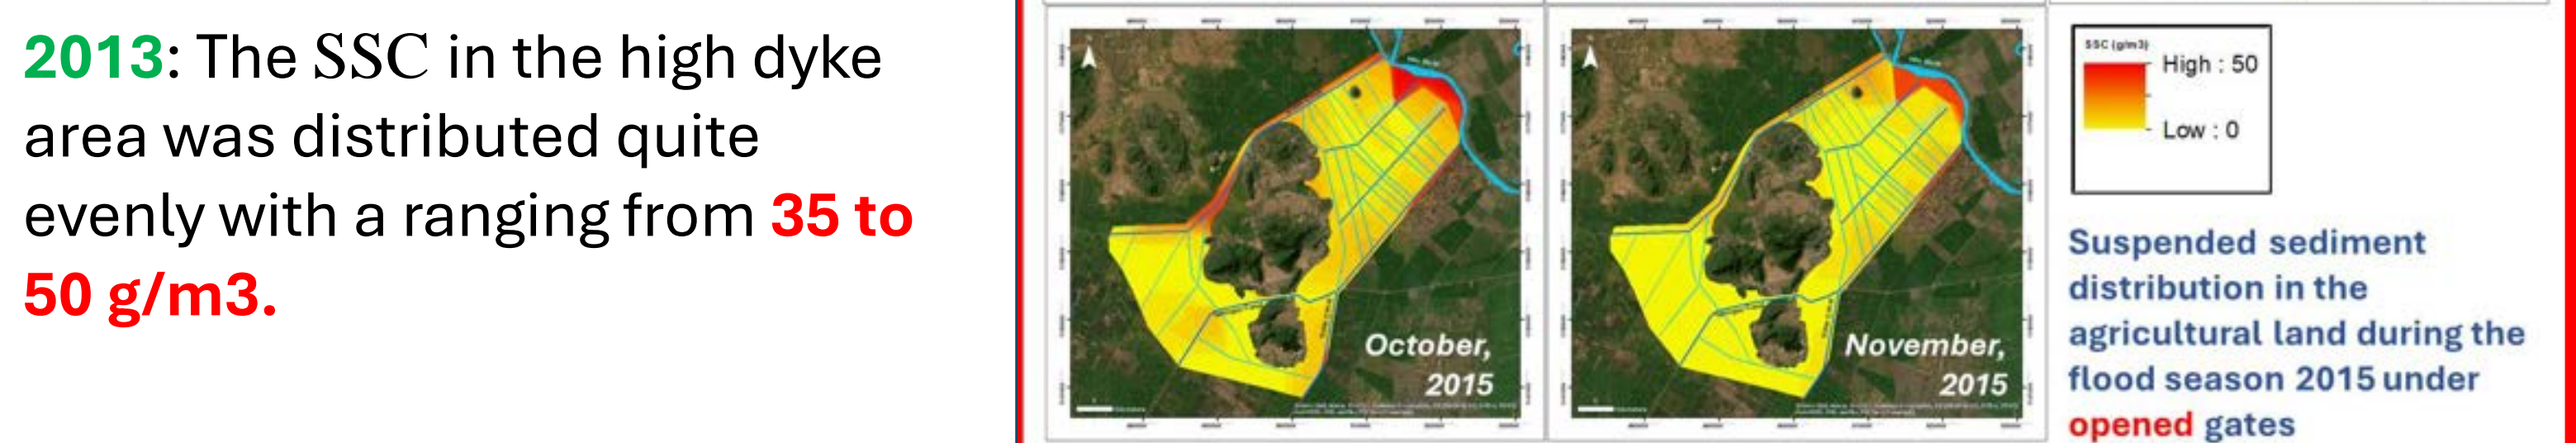 2013: The SSC in the high dyke
area was distributed quite
evenly with a ranging from 35 to
50 g/m3.
October,
2015
November,
2015
SSC (g/m3)
High : 50
Low : 0
Suspended sediment
distribution in the
agricultural land during the
flood season 2015 under
opened gates